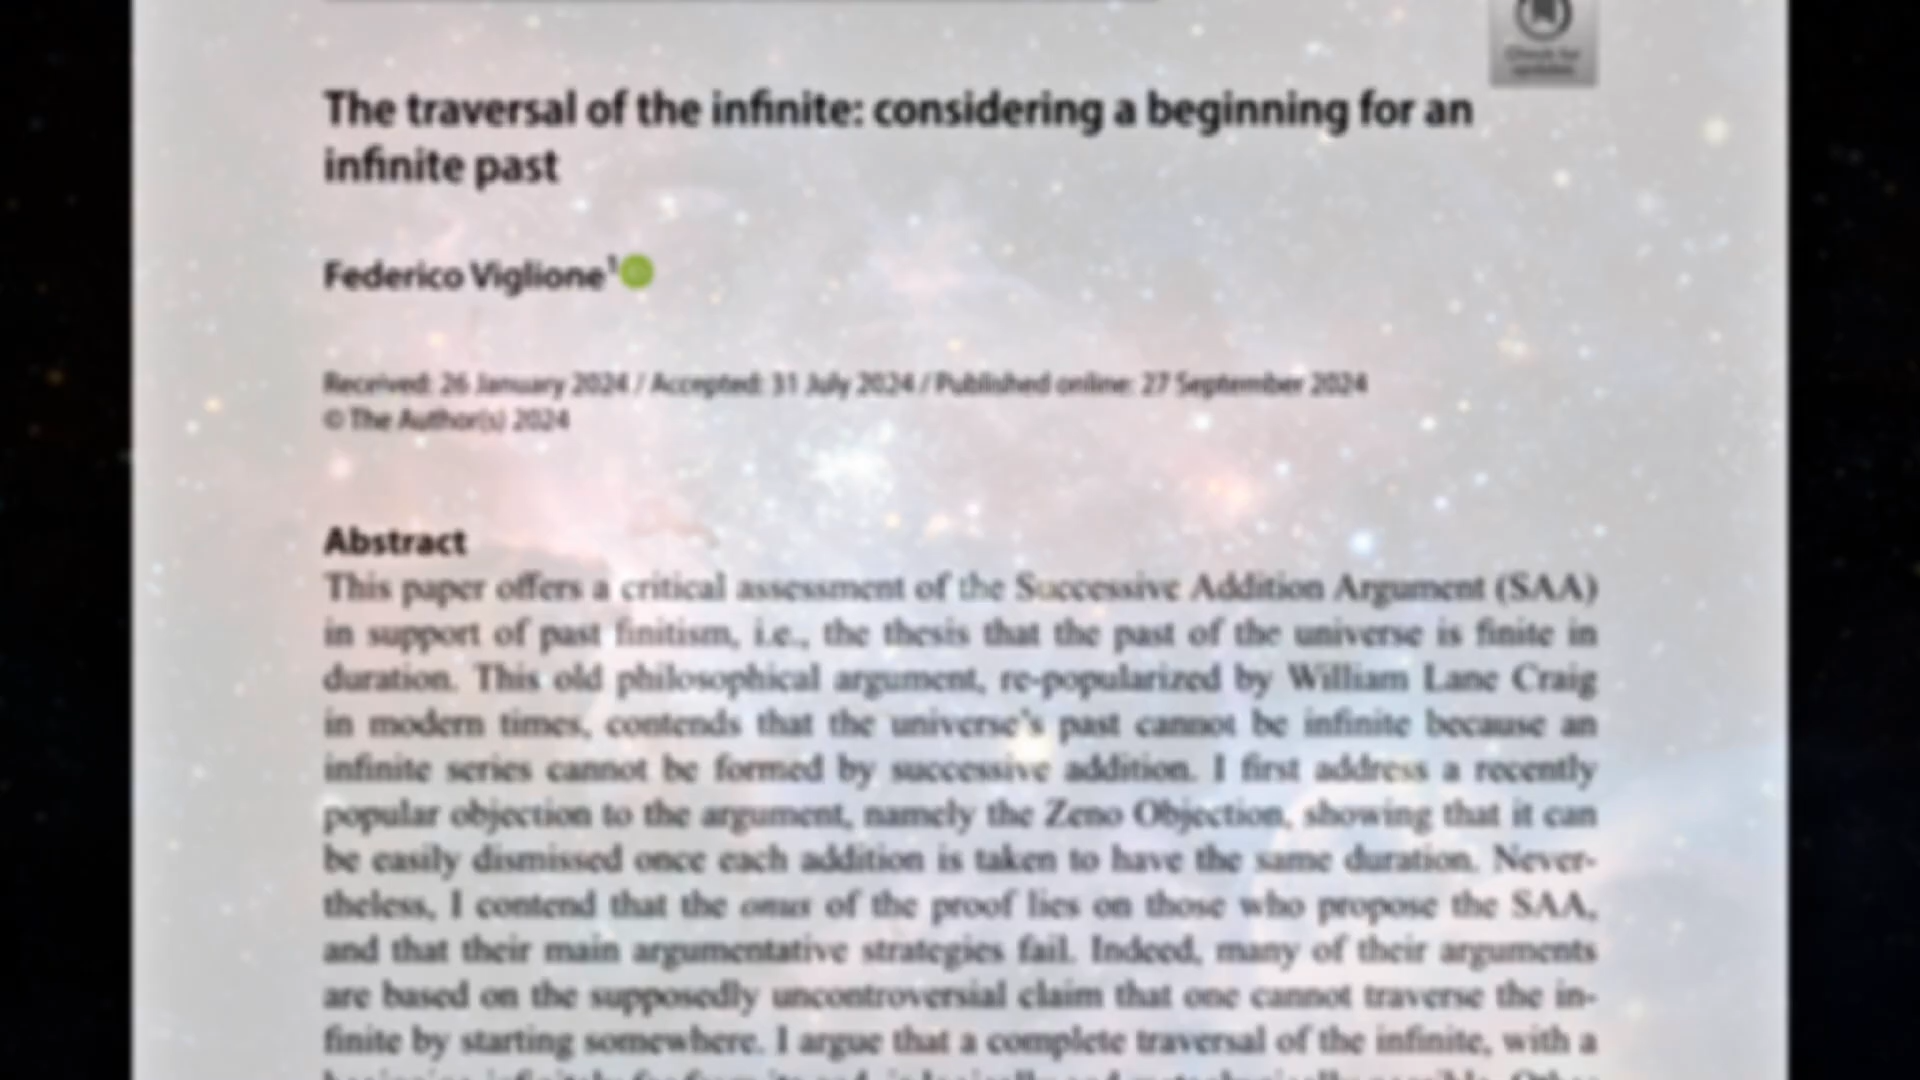 Check for
updates
The traversal of the infinite: considering a beginning for an
infinite past
Federico Viglione1
Received: 26 January 2024 / Accepted: 31 July 2024 / Published online: 27 September 2024
© The Author(s) 2024
Abstract
This paper offers a critical assessment of the Successive Addition Argument (SAA)
in support of past finitism, i.e., the thesis that the past of the universe is finite in
duration. This old philosophical argument, re-popularized by William Lane Craig
in modern times, contends that the universe's past cannot be infinite because an
infinite series cannot be formed by successive addition. I first address a recently
popular objection to the argument, namely the Zeno Objection, showing that it can
be easily dismissed once each addition is taken to have the same duration. Never-
theless, I contend that the onus of the proof lies on those who propose the SAA,
and that their main argumentative strategies fail. Indeed, many of their arguments
are based on the supposedly uncontroversial claim that one cannot traverse the in-
finite by starting somewhere. I argue that a complete traversal of the infinite, with a